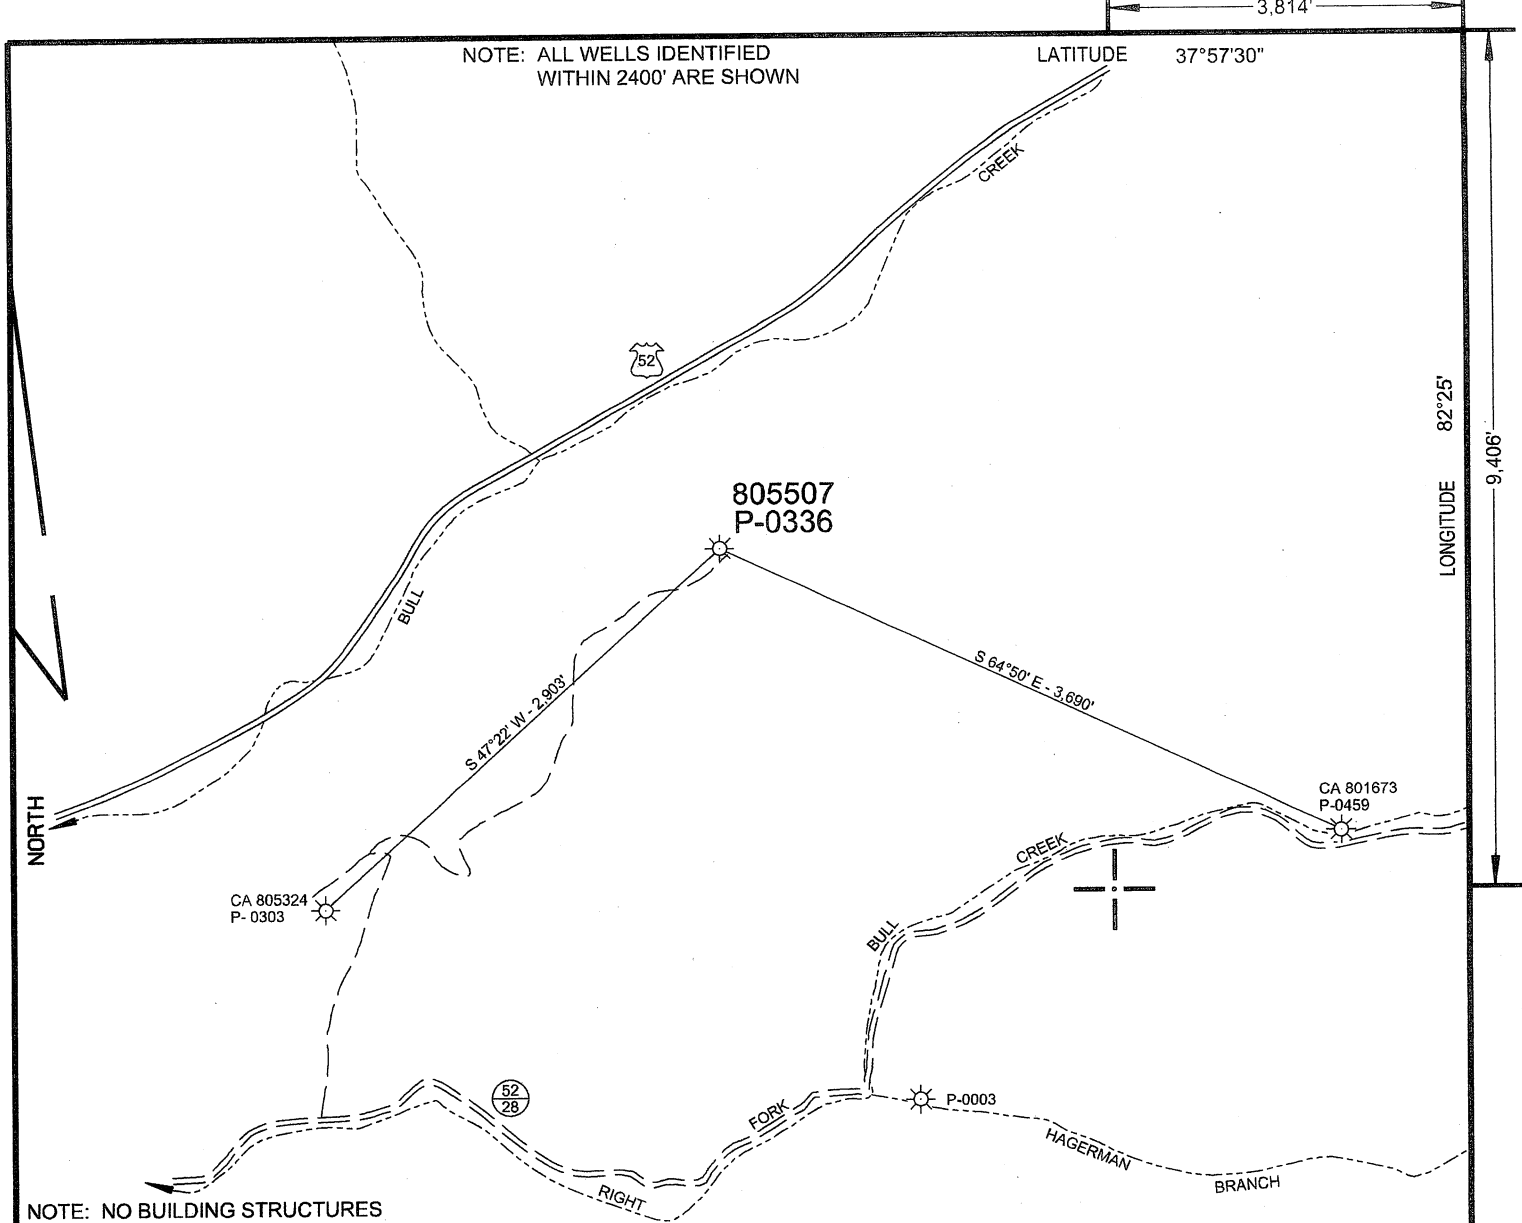 3,814'
NOTE: ALL WELLS IDENTIFIED
WITHIN 2400' ARE SHOWN
LATITUDE 37°57'30"
CREEK
52
LONGITUDE 82°25'
9,406'
805507
P-0336
BULL
S 64°50' E - 3,690'
S 47°22' W - 2,903'
NORTH
CA 801673
P-0459
CREEK
CA 805324
P- 0303
BULL
52
28
P-0003
FORK
HAGERMAN
BRANCH
RIGHT
NOTE: NO BUILDING STRUCTURES